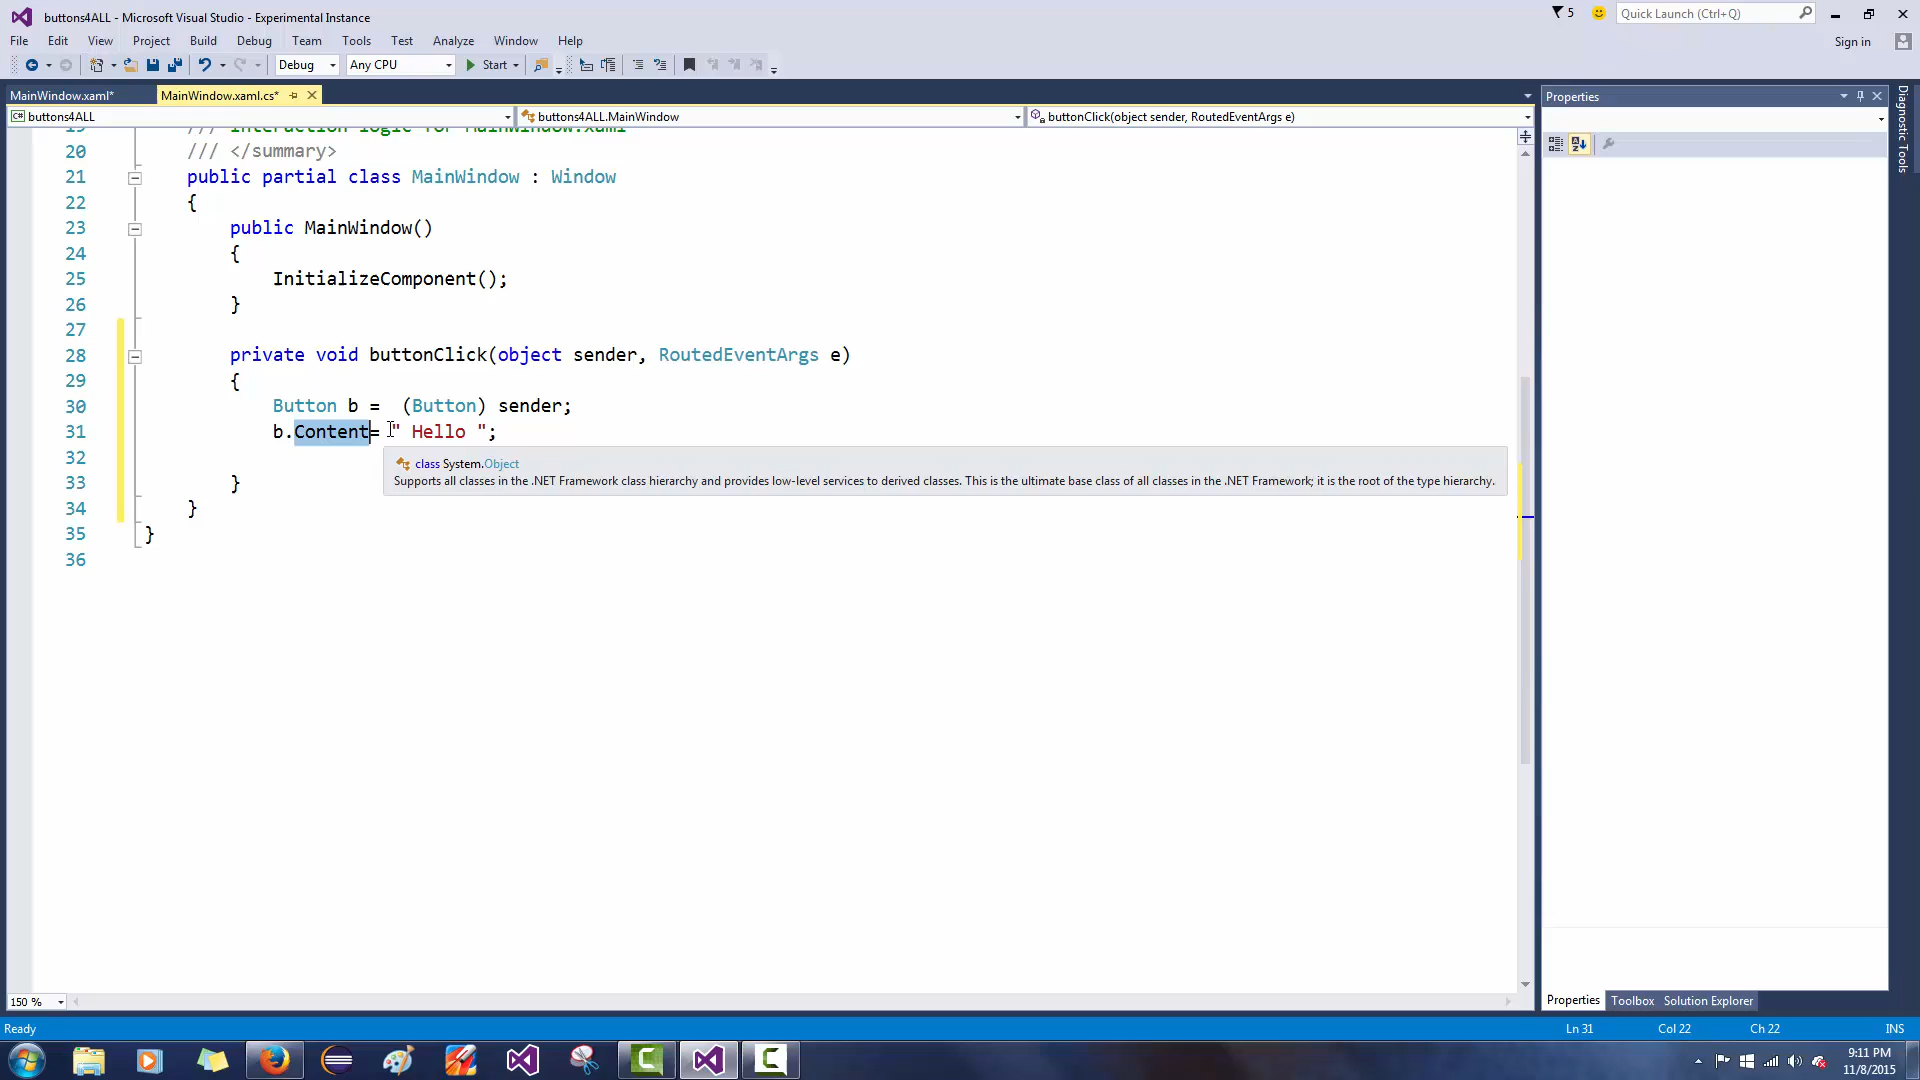 buttons4ALL - Microsoft Visual Studio - Experimental Instance
5
Quick Launch (Ctrl+Q)
File Edit View Project Build Debug Team Tools Test Analyze Window Help
Sign in
Debug Any CPU Start
MainWindow.xaml* MainWindow.xaml.cs*
Properties
Diagnostic Tools
buttons4ALL buttons4ALL.MainWindow buttonClick(object sender, RoutedEventArgs e)
19 /// Interaction logic for MainWindow.xaml
20 /// </summary>
21 public partial class MainWindow : Window
22 {
23 public MainWindow()
24 {
25 InitializeComponent();
26 }
27
28 private void buttonClick(object sender, RoutedEventArgs e)
29 {
30 Button b = (Button) sender;
31 b.Content= " Hello ";
32
class System.Object
Supports all classes in the .NET Framework class hierarchy and provides low-level services to derived classes. This is the ultimate base class of all classes in the .NET Framework; it is the root of the type hierarchy.
33 }
34 }
35 }
36
150 %
Properties Toolbox Solution Explorer
Ready Ln 31 Col 22 Ch 22 INS
9:11 PM
11/8/2015